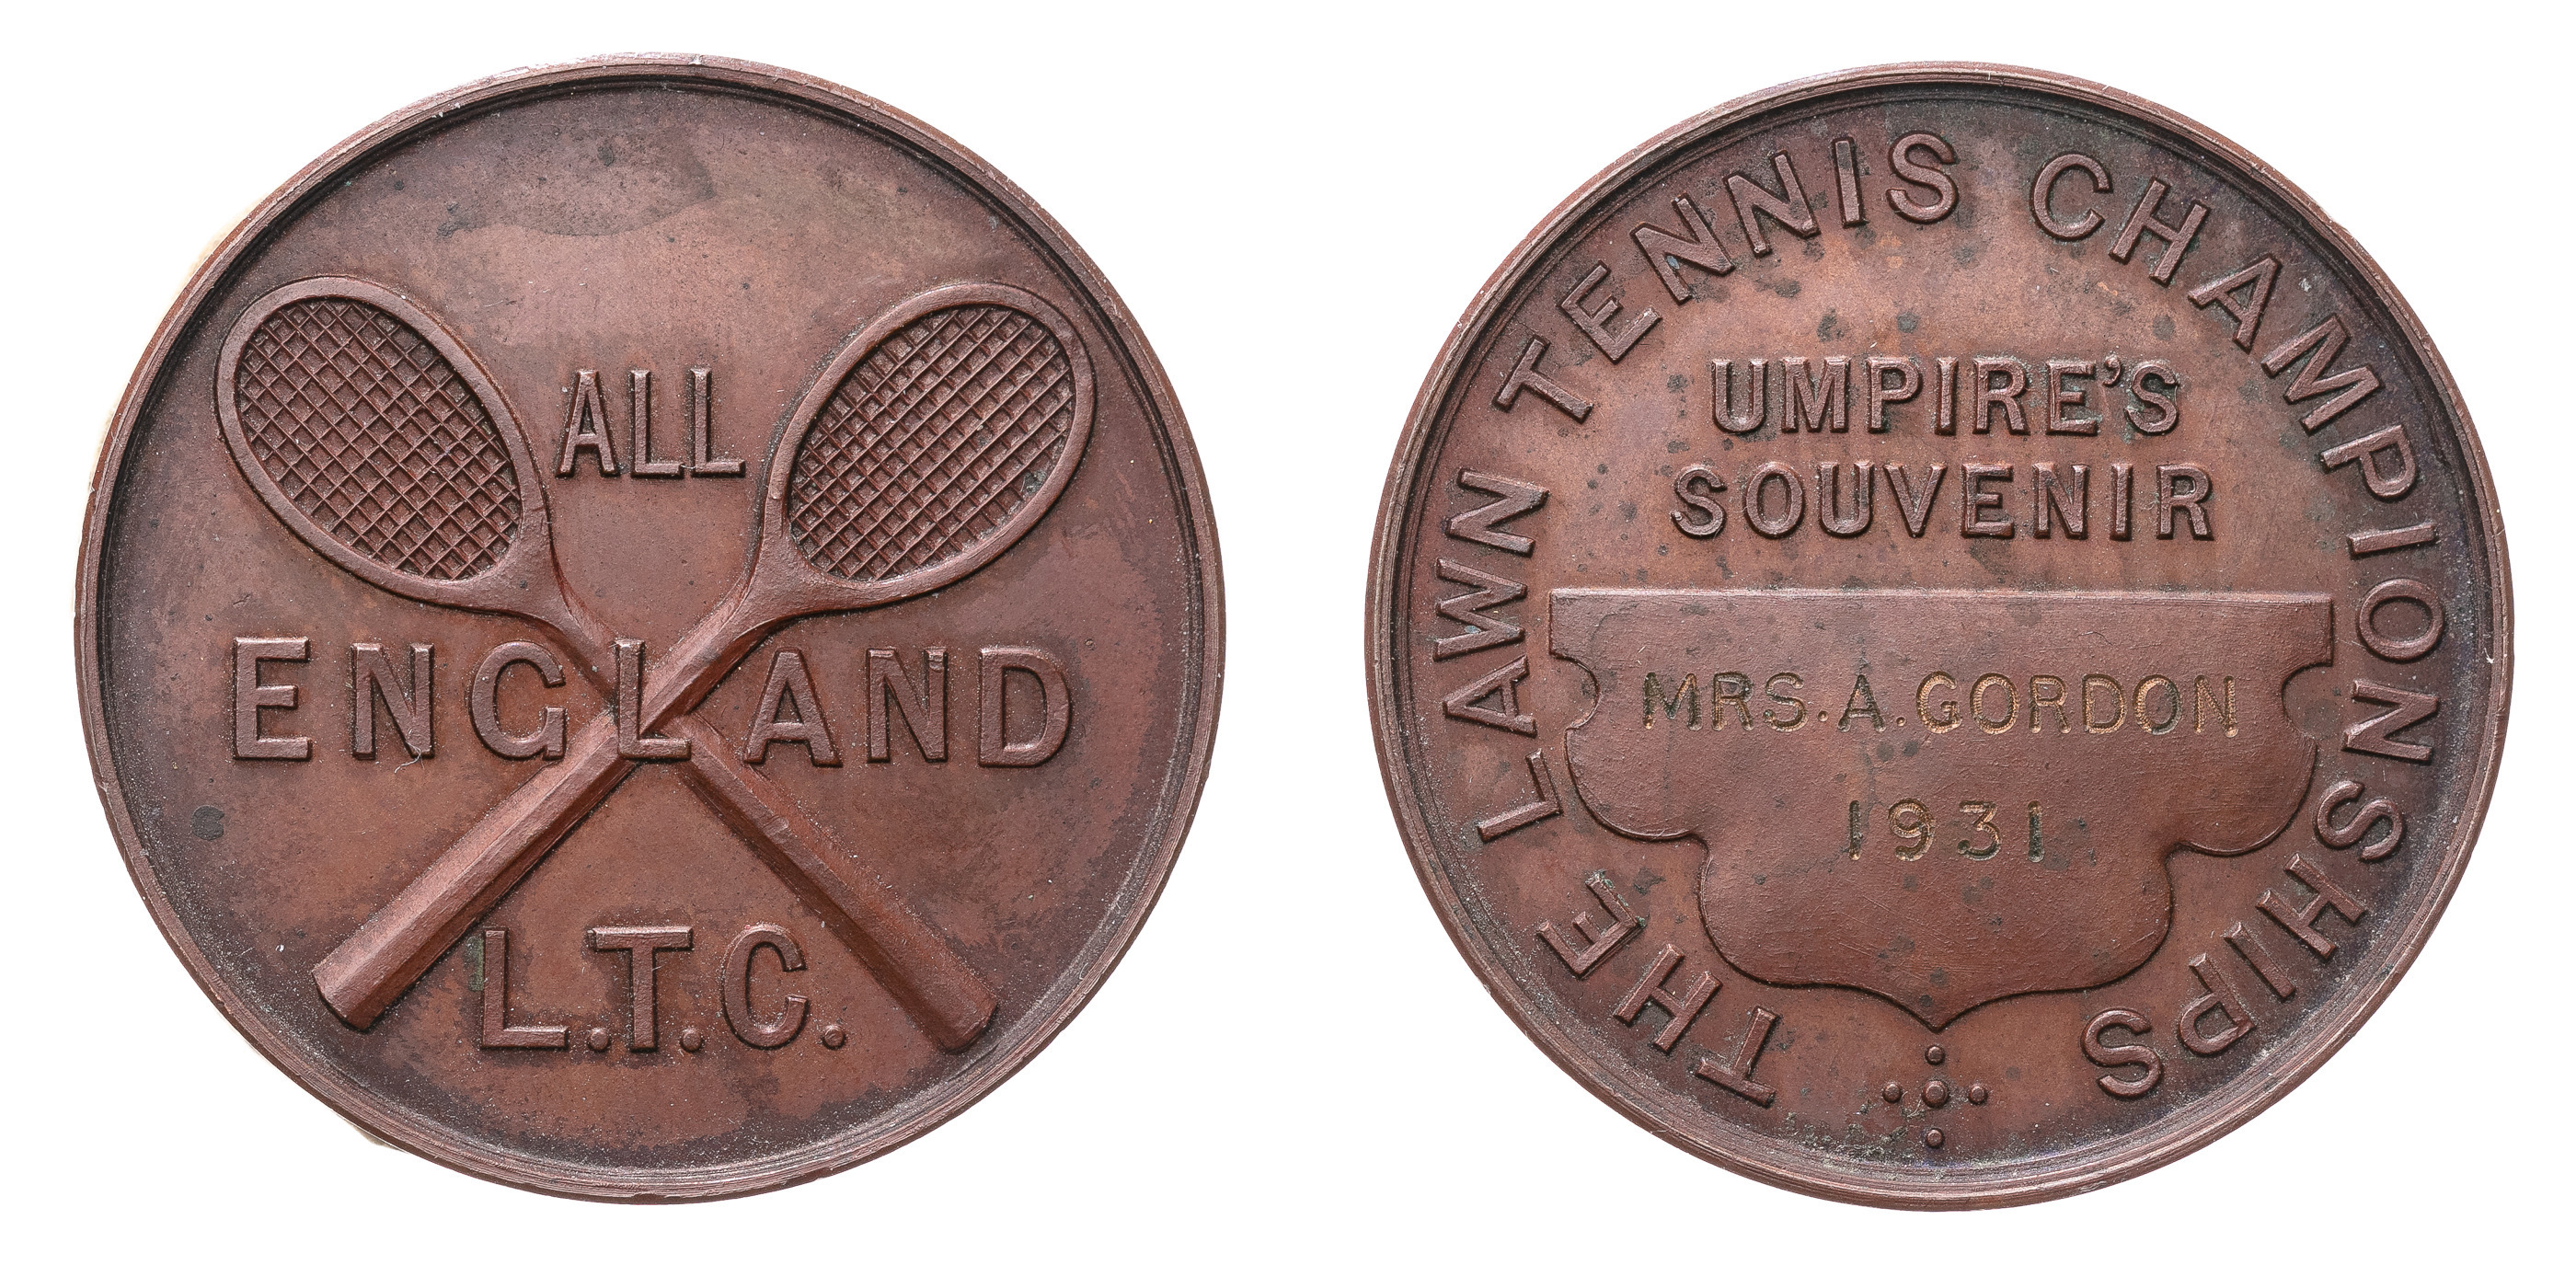 ALL
ENGLAND
L.T.C.
THE LAWN TENNIS CHAMPIONSHIPS
UMPIRE'S
SOUVENIR
MRS. A. GORDON
1931